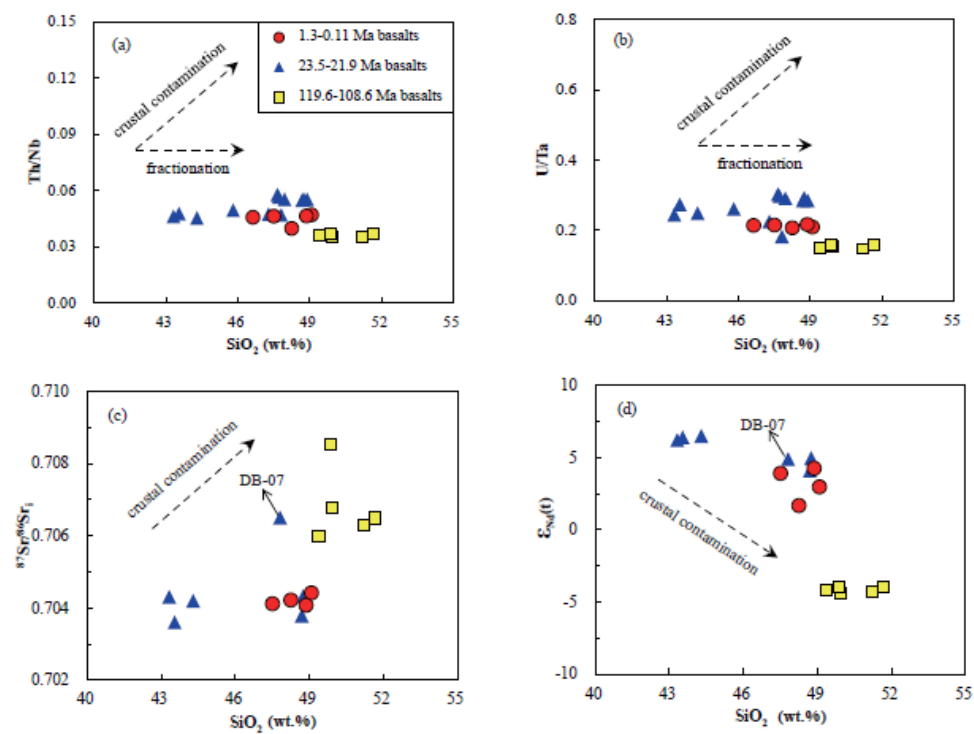 (a)
1.3-0.11 Ma basalts
23.5-21.9 Ma basalts
119.6-108.6 Ma basalts
crustal contamination
fractionation
Th/Nb
0.15
0.12
0.09
0.06
0.03
0.00
40 43 46 49 52 55
SiO₂ (wt.%)
(b)
crustal contamination
fractionation
U/Ta
0.8
0.6
0.4
0.2
0.0
40 43 46 49 52 55
SiO₂ (wt.%)
(c)
crustal contamination
DB-07
⁸⁷Sr/⁸⁶Srᵢ
0.710
0.708
0.706
0.704
0.702
40 43 46 49 52 55
SiO₂ (wt.%)
(d)
DB-07
crustal contamination
εNd(t)
10
5
0
-5
-10
40 43 46 49 52 55
SiO₂ (wt.%)